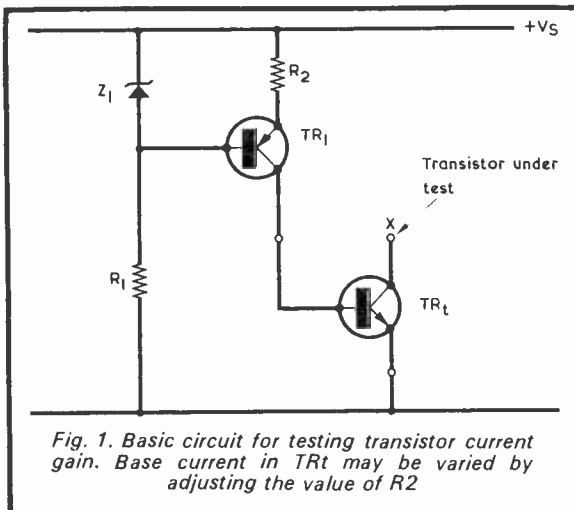 +VS
Z1
R2
TR1
Transistor under
test
X
R1
TRt
Fig. 1. Basic circuit for testing transistor current
gain. Base current in TRt may be varied by
adjusting the value of R2